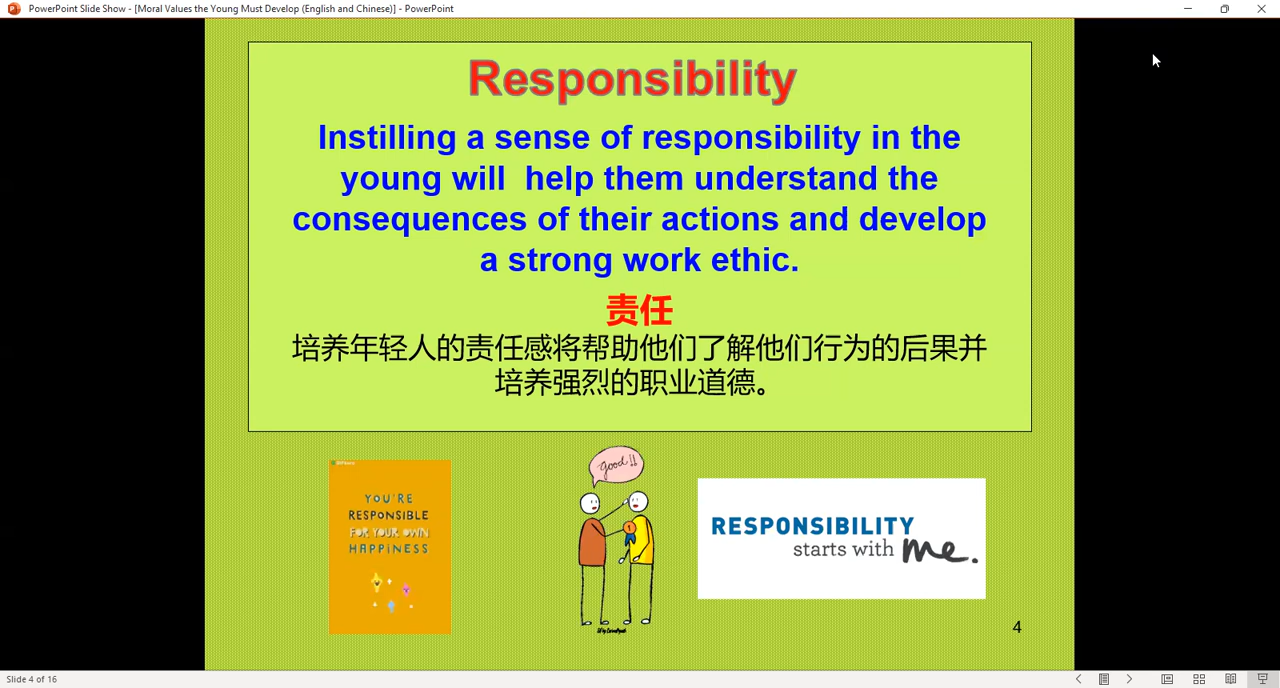 PowerPoint Slide Show - [Moral Values the Young Must Develop (English and Chinese)] - PowerPoint
Responsibility
Instilling a sense of responsibility in the
young will help them understand the
consequences of their actions and develop
a strong work ethic.
责任
培养年轻人的责任感将帮助他们了解他们行为的后果并
培养强烈的职业道德。
YOU'RE
RESPONSIBLE
FOR YOUR OWN
HAPPINESS
good!!
1
RESPONSIBILITY
starts with me.
4
Slide 4 of 16